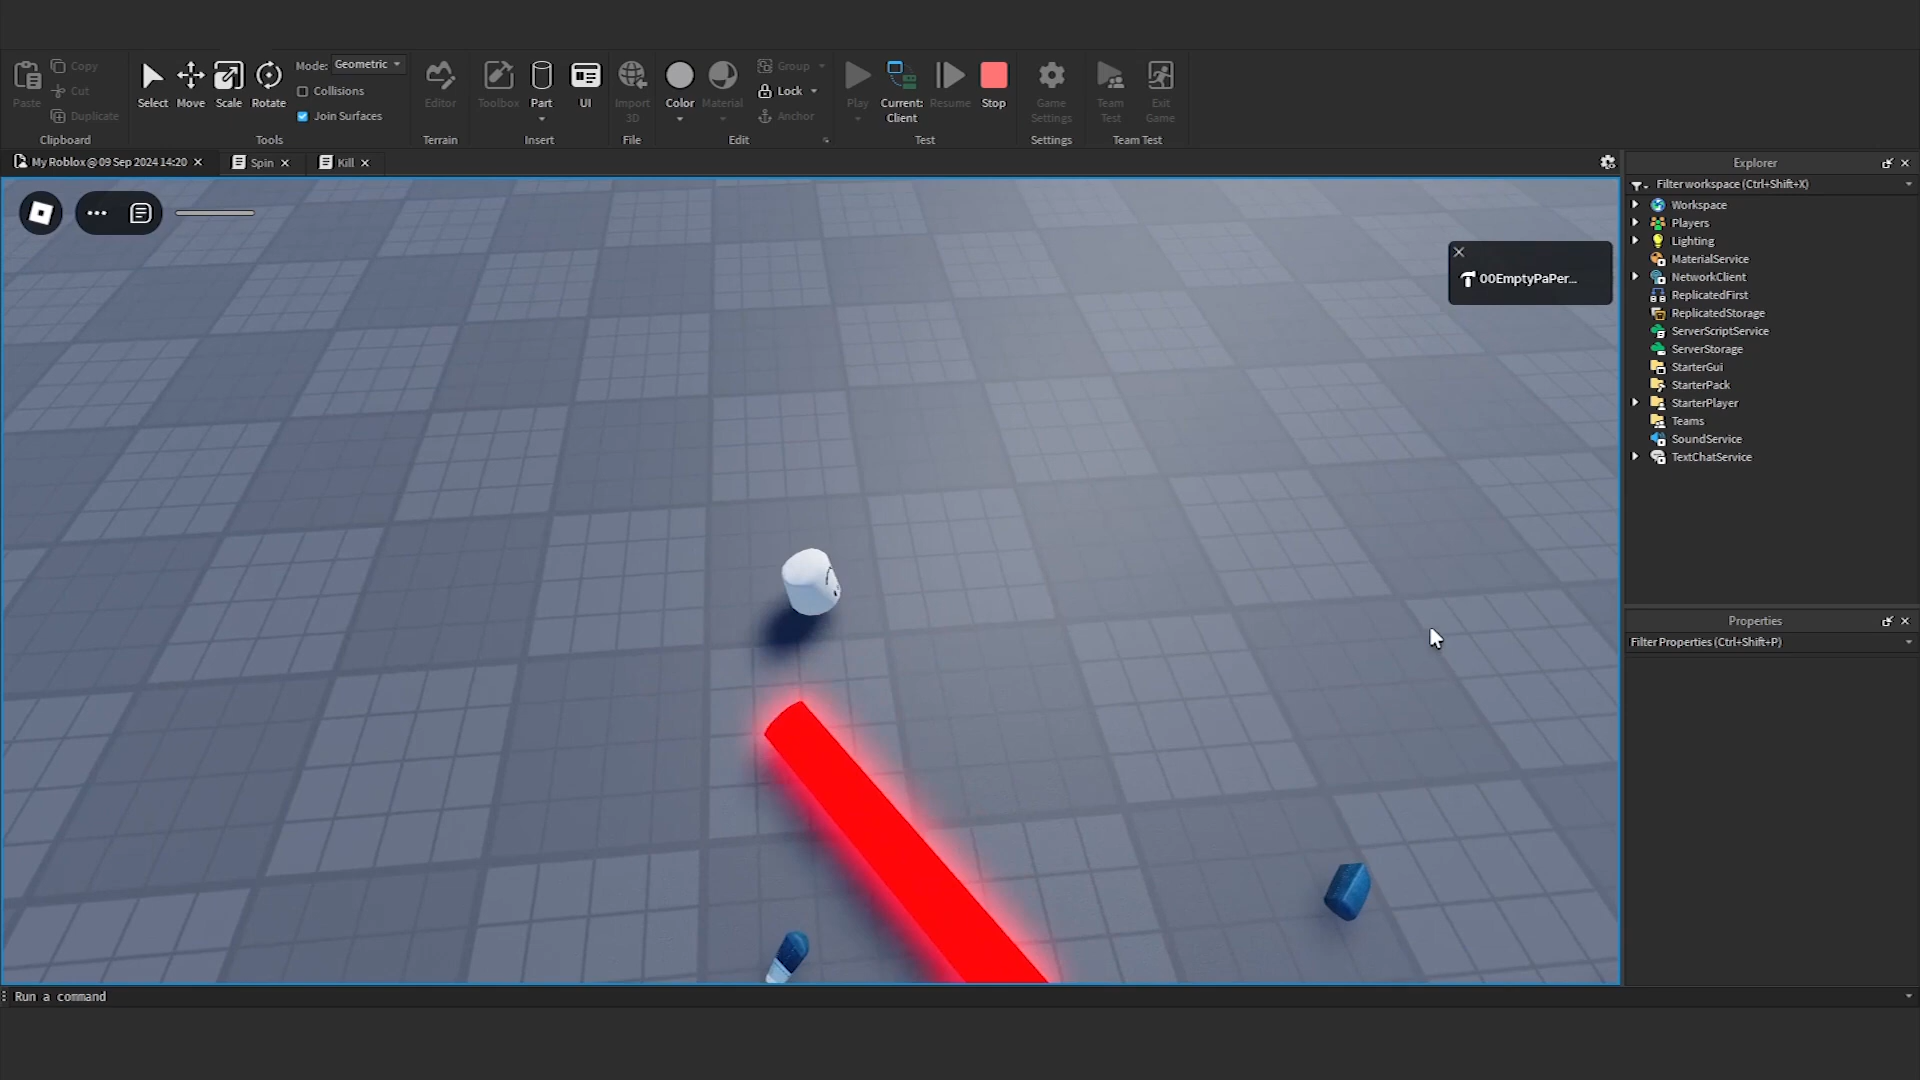 Paste
Copy
Cut
Duplicate
Clipboard
Select
Move
Scale
Rotate
Mode: Geometric
Collisions
Join Surfaces
Tools
Editor
Terrain
Toolbox
Part
UI
Insert
Import
3D
File
Color
Material
Group
Lock
Anchor
Edit
Play
Current:
Client
Resume
Stop
Test
Game
Settings
Settings
Team
Test
Exit
Game
Team Test
My Roblox @ 09 Sep 2024 14:20
Spin
Kill
00EmptyPaPer...
Explorer
Filter workspace (Ctrl+Shift+X)
Workspace
Players
Lighting
MaterialService
NetworkClient
ReplicatedFirst
ReplicatedStorage
ServerScriptService
ServerStorage
StarterGui
StarterPack
StarterPlayer
Teams
SoundService
TextChatService
Properties
Filter Properties (Ctrl+Shift+P)
Run a command